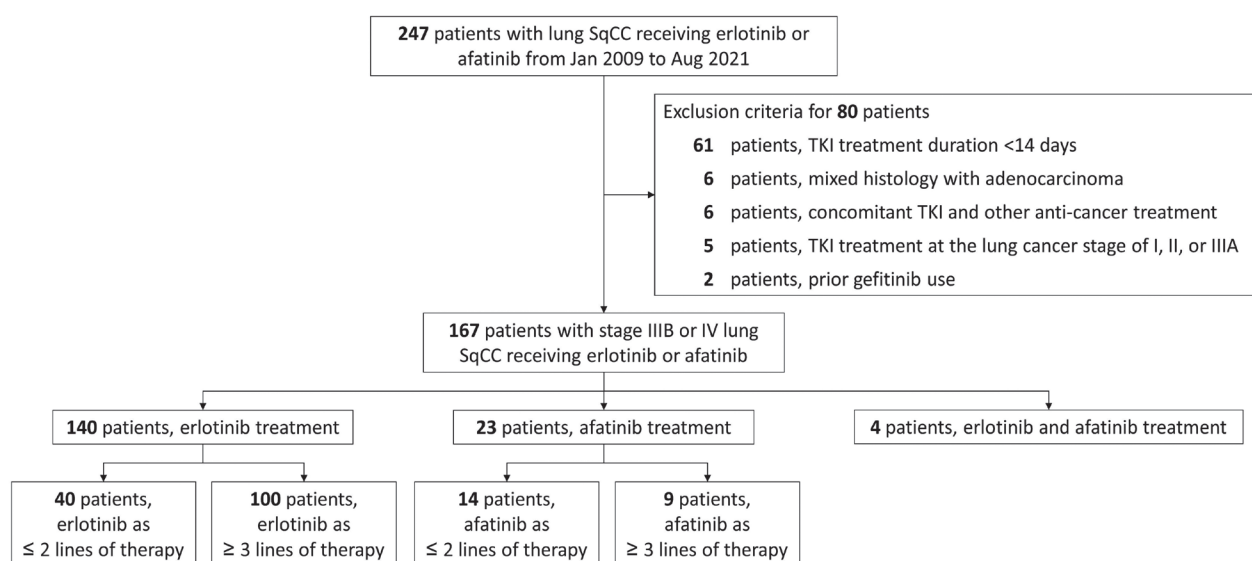 247 patients with lung SqCC receiving erlotinib or
afatinib from Jan 2009 to Aug 2021
Exclusion criteria for 80 patients
61 patients, TKI treatment duration <14 days
6 patients, mixed histology with adenocarcinoma
6 patients, concomitant TKI and other anti-cancer treatment
5 patients, TKI treatment at the lung cancer stage of I, II, or IIIA
2 patients, prior gefitinib use
167 patients with stage IIIB or IV lung
SqCC receiving erlotinib or afatinib
140 patients, erlotinib treatment
23 patients, afatinib treatment
4 patients, erlotinib and afatinib treatment
40 patients,
erlotinib as
≤ 2 lines of therapy
100 patients,
erlotinib as
≥ 3 lines of therapy
14 patients,
afatinib as
≤ 2 lines of therapy
9 patients,
afatinib as
≥ 3 lines of therapy